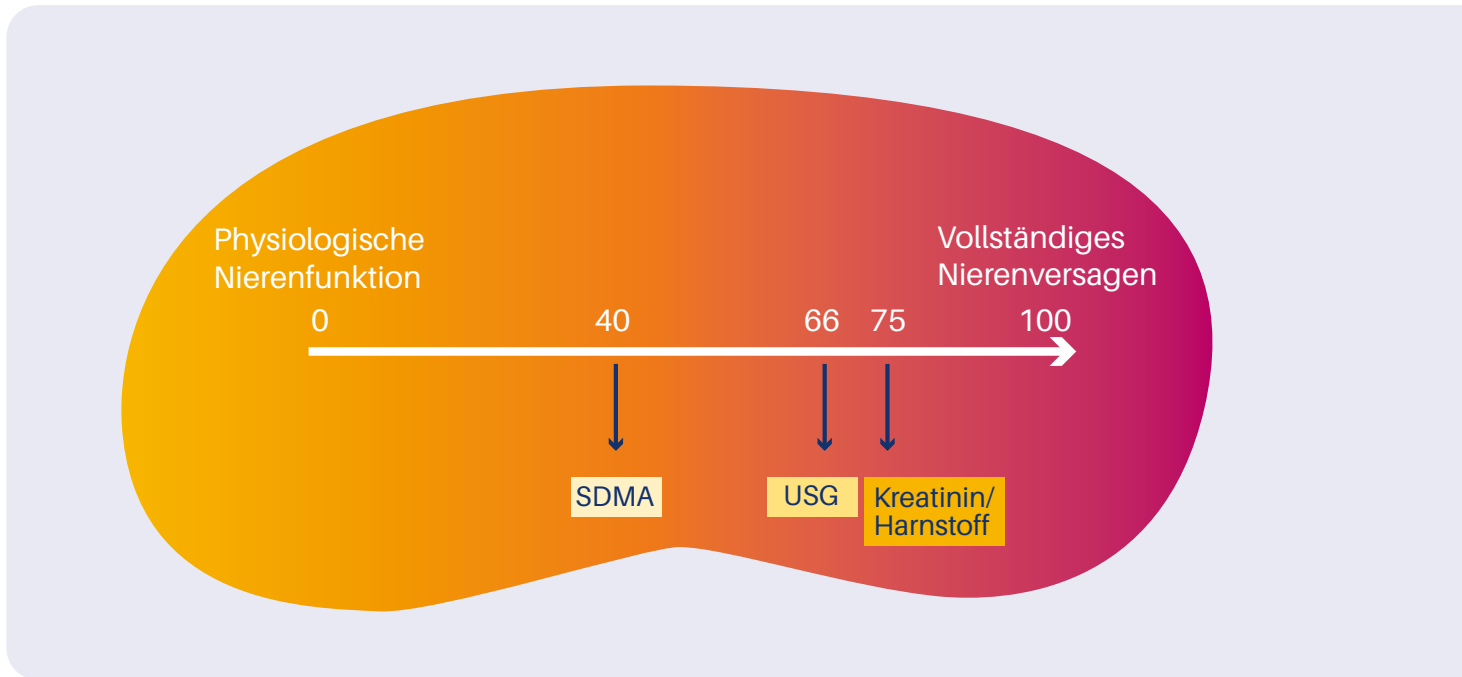 Physiologische
Nierenfunktion
Vollständiges
Nierenversagen
0 40 66 75 100
SDMA
USG
Kreatinin/
Harnstoff